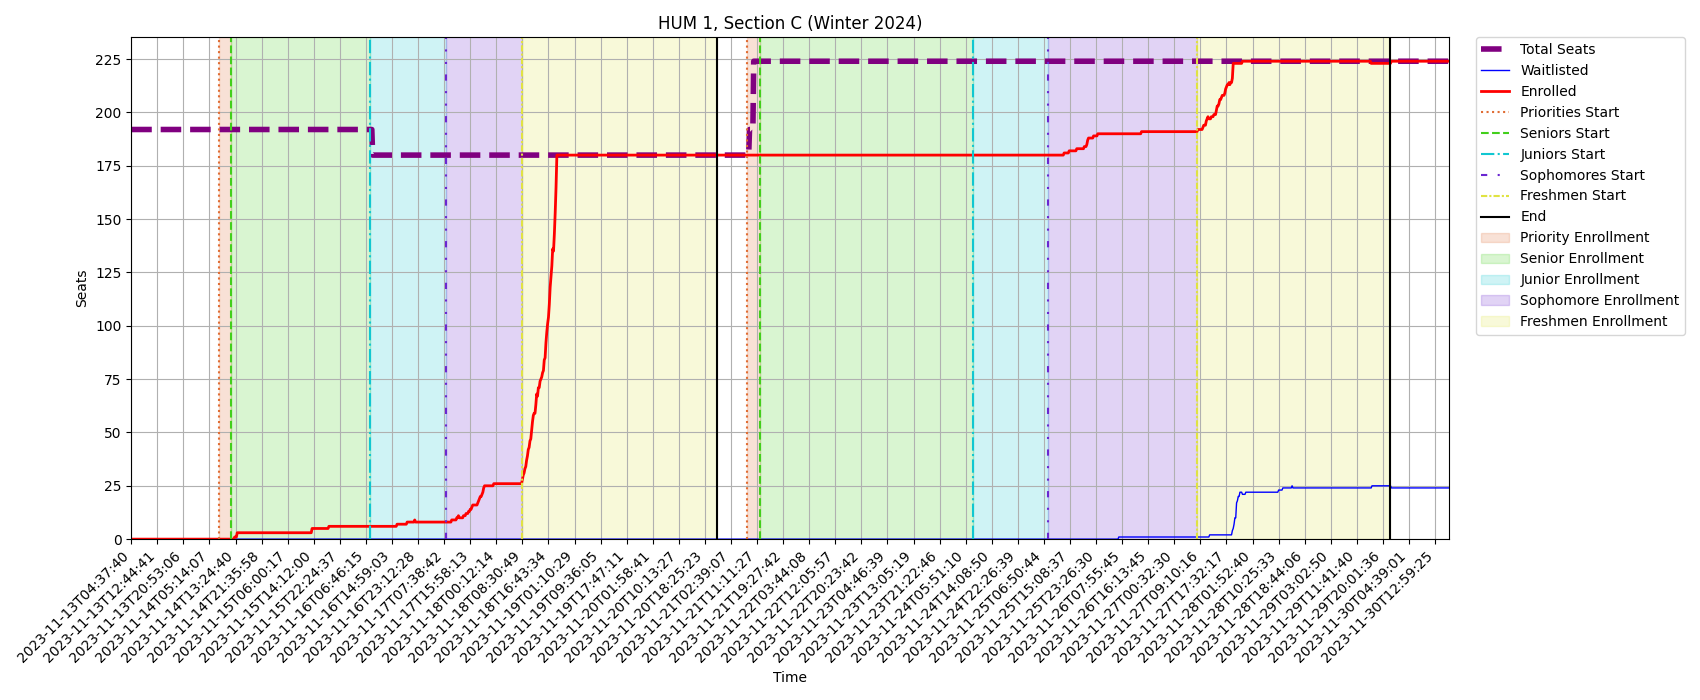 HUM 1, Section C (Winter 2024)
Seats
225
200
175
150
125
100
75
50
25
0
2023-11-13T04:37:40
2023-11-13T12:44:41
2023-11-13T20:53:06
2023-11-14T05:14:07
2023-11-14T13:24:40
2023-11-14T21:35:58
2023-11-15T06:00:17
2023-11-15T14:12:00
2023-11-15T22:24:37
2023-11-16T06:46:15
2023-11-16T14:59:03
2023-11-16T23:12:28
2023-11-17T07:38:42
2023-11-17T15:58:13
2023-11-18T00:12:14
2023-11-18T08:30:49
2023-11-18T16:43:34
2023-11-19T01:10:29
2023-11-19T09:36:05
2023-11-19T17:47:11
2023-11-20T01:58:41
2023-11-20T10:13:27
2023-11-20T18:25:23
2023-11-21T02:39:07
2023-11-21T11:11:27
2023-11-21T19:27:42
2023-11-22T03:44:08
2023-11-22T12:05:57
2023-11-22T20:23:42
2023-11-23T04:46:39
2023-11-23T13:05:19
2023-11-23T21:22:46
2023-11-24T05:51:10
2023-11-24T14:08:50
2023-11-24T22:26:39
2023-11-25T06:50:44
2023-11-25T15:08:37
2023-11-25T23:26:30
2023-11-26T07:55:45
2023-11-26T16:13:45
2023-11-27T00:32:30
2023-11-27T09:10:16
2023-11-27T17:32:17
2023-11-28T01:52:40
2023-11-28T10:25:33
2023-11-28T18:44:06
2023-11-29T03:02:50
2023-11-29T11:41:40
2023-11-29T20:01:36
2023-11-30T04:39:01
2023-11-30T12:59:25
Time
Total Seats
Waitlisted
Enrolled
Priorities Start
Seniors Start
Juniors Start
Sophomores Start
Freshmen Start
End
Priority Enrollment
Senior Enrollment
Junior Enrollment
Sophomore Enrollment
Freshmen Enrollment